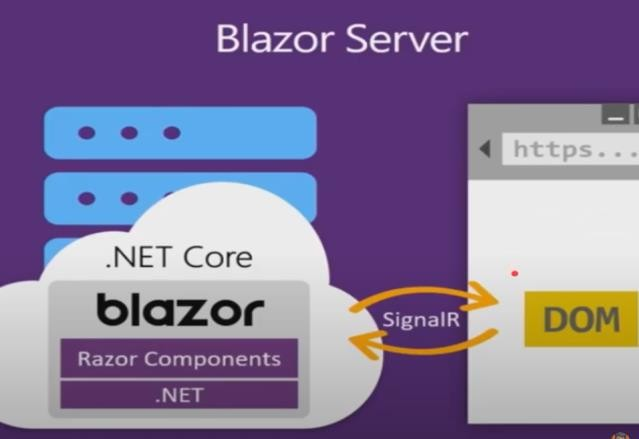 Blazor Server
https...
.NET Core
blazor
Razor Components
.NET
SignalR
DOM